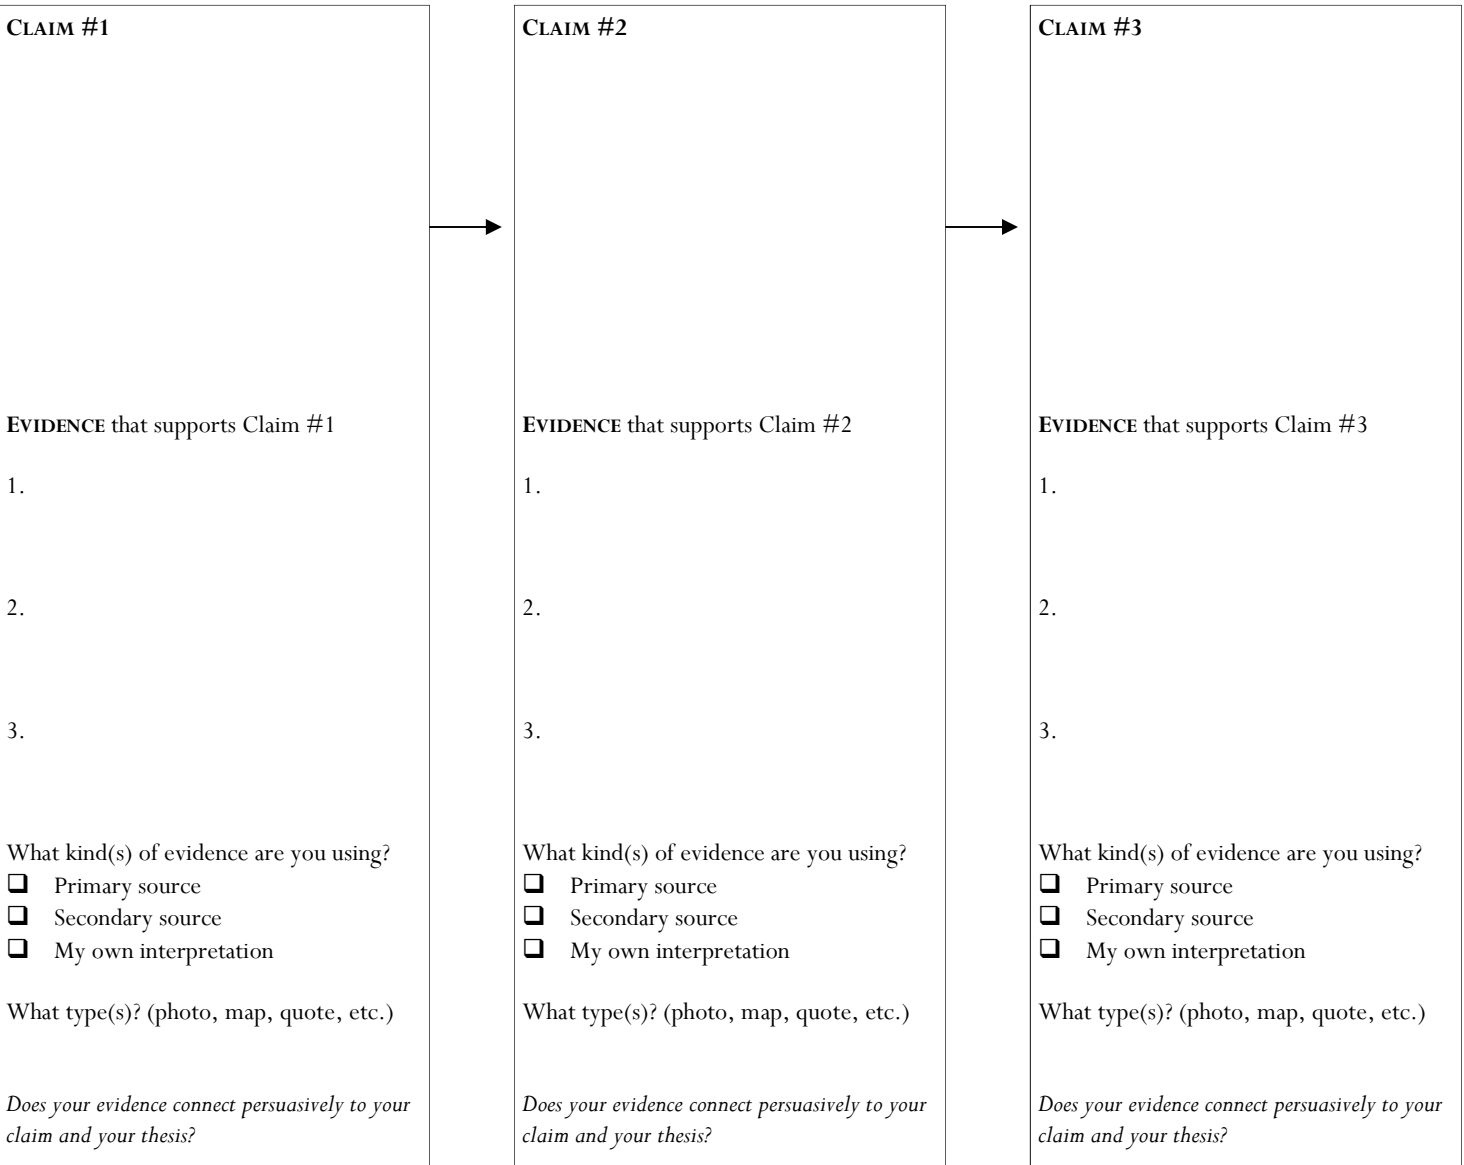 CLAIM #1
EVIDENCE that supports Claim #1
1.
2.
3.
What kind(s) of evidence are you using?
❑ Primary source
❑ Secondary source
❑ My own interpretation
What type(s)? (photo, map, quote, etc.)
Does your evidence connect persuasively to your
claim and your thesis?
CLAIM #2
EVIDENCE that supports Claim #2
1.
2.
3.
What kind(s) of evidence are you using?
❑ Primary source
❑ Secondary source
❑ My own interpretation
What type(s)? (photo, map, quote, etc.)
Does your evidence connect persuasively to your
claim and your thesis?
CLAIM #3
EVIDENCE that supports Claim #3
1.
2.
3.
What kind(s) of evidence are you using?
❑ Primary source
❑ Secondary source
❑ My own interpretation
What type(s)? (photo, map, quote, etc.)
Does your evidence connect persuasively to your
claim and your thesis?